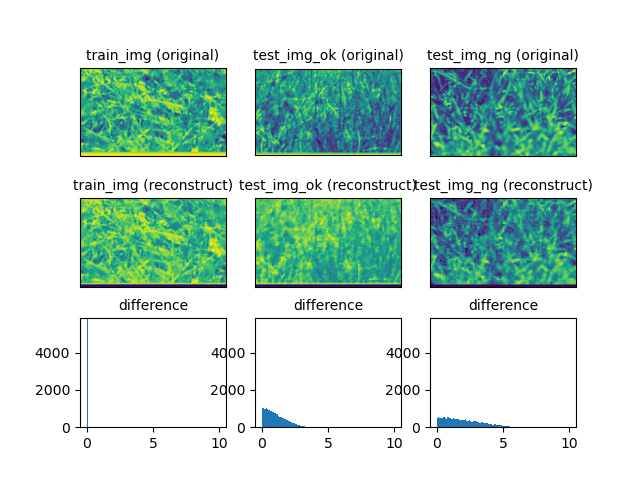 train_img (original) test_img_ok (original) test_img_ng (original)
train_img (reconstruct) test_img_ok (reconstruct) test_img_ng (reconstruct)
difference difference difference
4000 4000 4000
2000 2000 2000
0 0 0
0 5 10 0 5 10 0 5 10